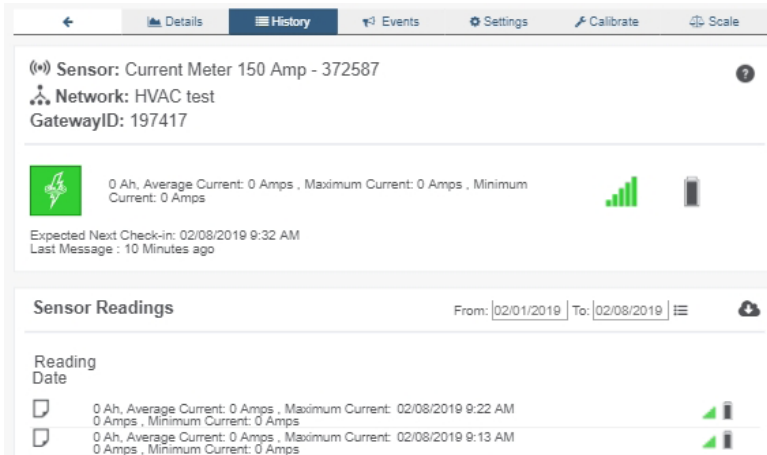 Details History Events Settings Calibrate Scale
Sensor: Current Meter 150 Amp - 372587
Network: HVAC test
GatewayID: 197417
0 Ah, Average Current: 0 Amps , Maximum Current: 0 Amps , Minimum
Current: 0 Amps
Expected Next Check-in: 02/08/2019 9:32 AM
Last Message : 10 Minutes ago
Sensor Readings From: 02/01/2019 To: 02/08/2019
Reading
Date
0 Ah, Average Current: 0 Amps , Maximum Current: 02/08/2019 9:22 AM
0 Amps , Minimum Current: 0 Amps
0 Ah, Average Current: 0 Amps , Maximum Current: 02/08/2019 9:13 AM
0 Amps , Minimum Current: 0 Amps